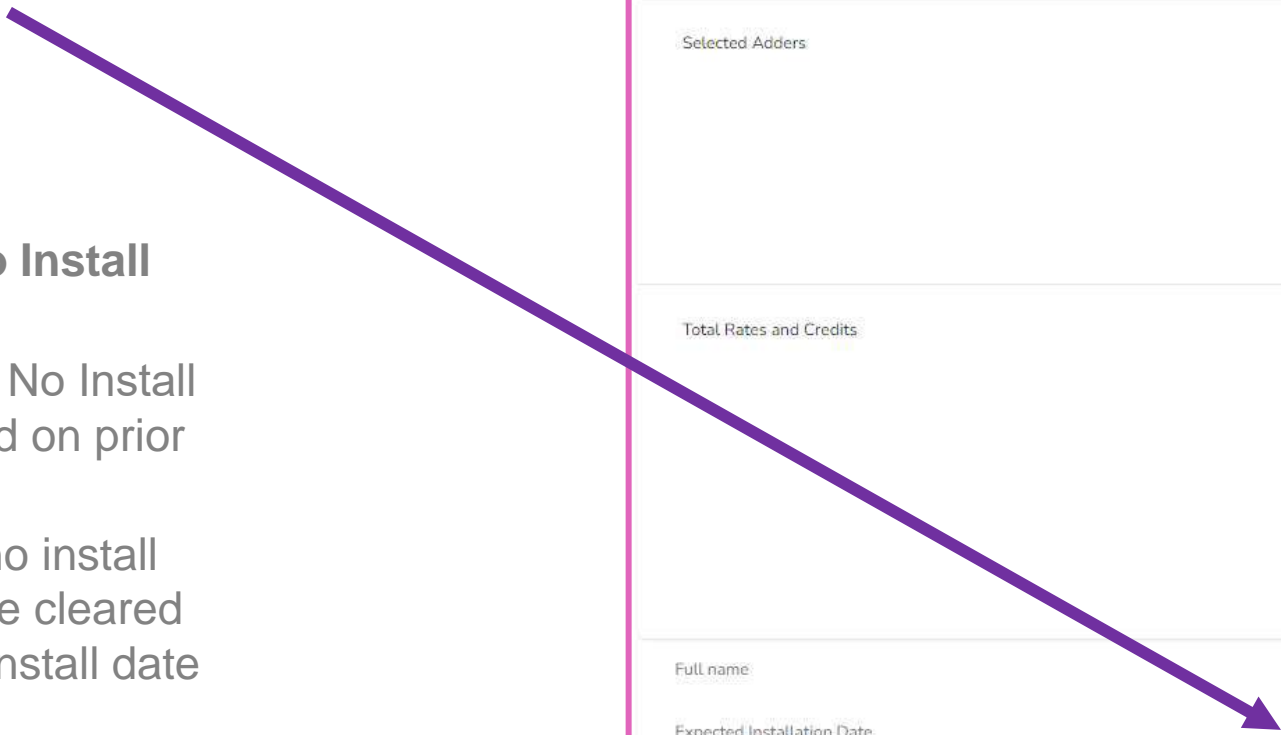 o Install
No Install
d on prior
no install
e cleared
nstall date
Selected Adders
Total Rates and Credits
Full name
Expected Installation Date